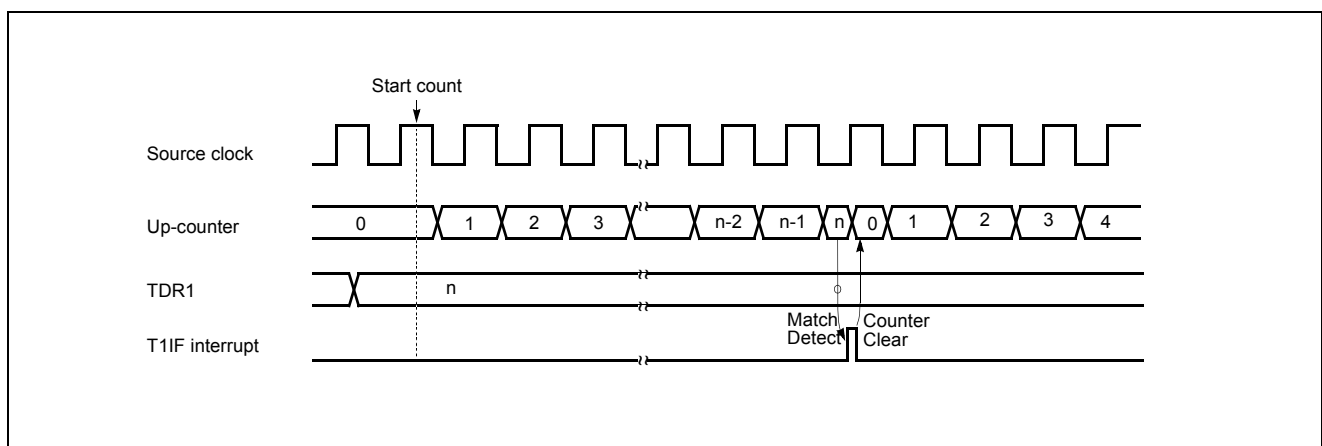 Start count
Source clock
Up-counter 0 1 2 3 n-2 n-1 n 0 1 2 3 4
TDR1 n
Match Detect
Counter Clear
T1IF interrupt